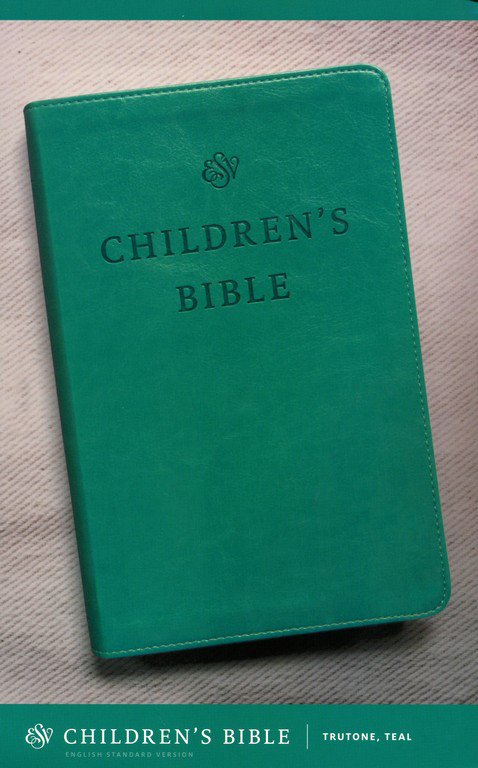 ESV
CHILDREN'S
BIBLE
ESV CHILDREN'S BIBLE | TRUTONE, TEAL
ENGLISH STANDARD VERSION